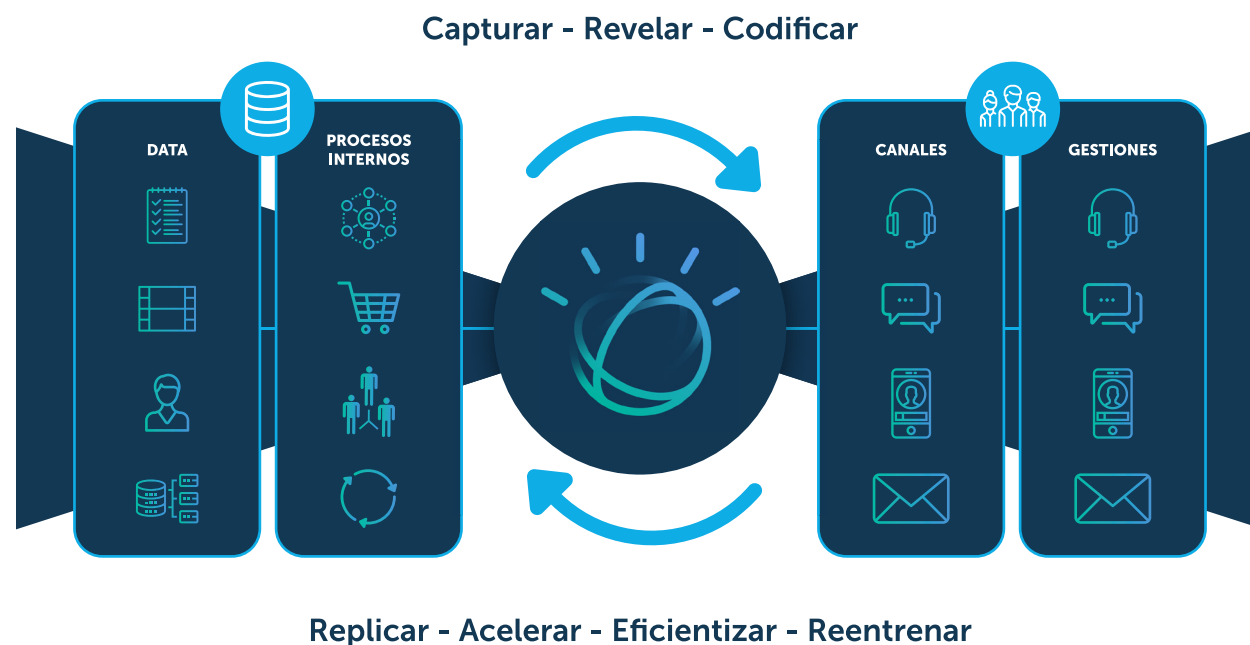 Capturar - Revelar - Codificar
DATA
PROCESOS
INTERNOS
CANALES
GESTIONES
Replicar - Acelerar - Eficientizar - Reentrenar